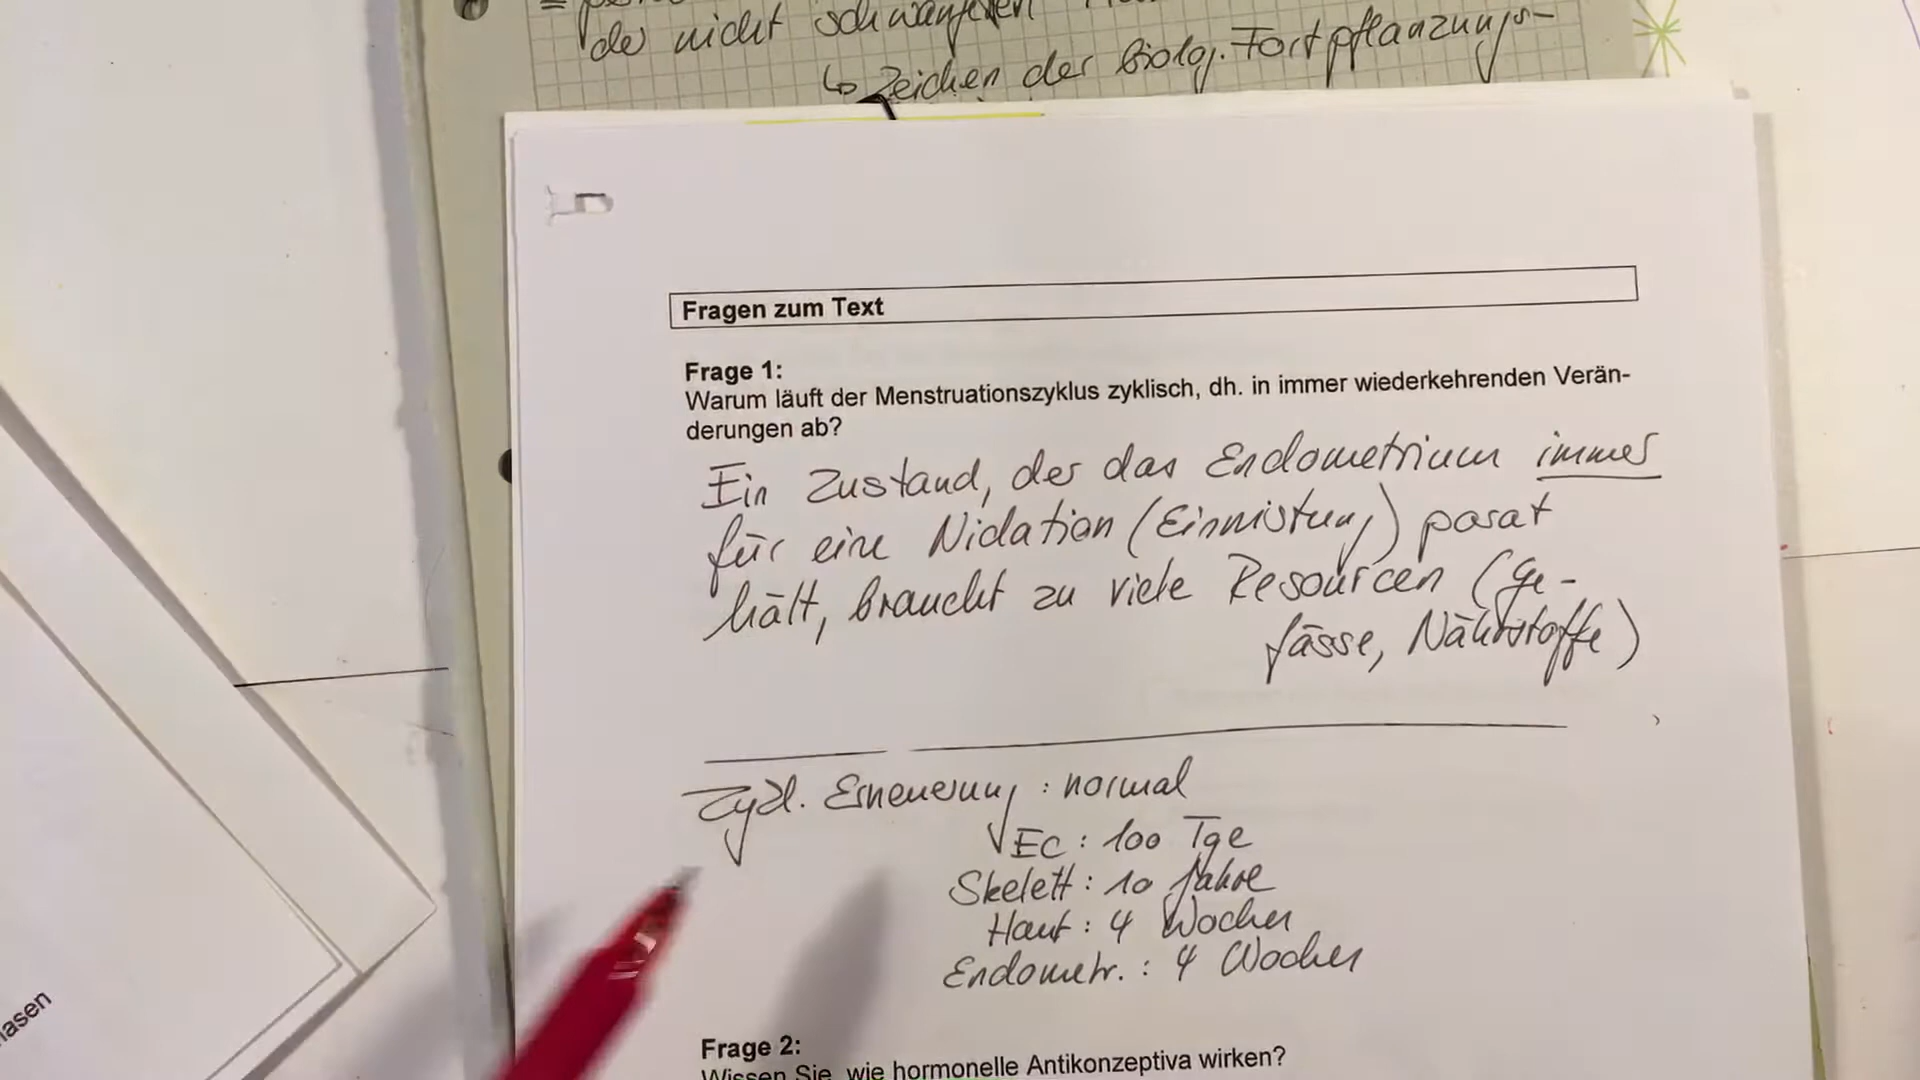 de nicht schwangeren
↳ Zeichen der biolog. Fortpflanzungs-
Fragen zum Text
Frage 1:
Warum läuft der Menstruationszyklus zyklisch, dh. in immer wiederkehrenden Verän-
derungen ab?
Ein Zustand, der das Endometrium immer
für eine Nidation (Einnistung) parat
hält, braucht zu viele Resourcen (Ge-
fässe, Nährstoffe)
Zykl. Erneuerung : normal
EC : 100 Tge
Skelett : 10 Jahre
Haut : 4 Wochen
Endometr. : 4 Wochen
Frage 2:
Wissen Sie, wie hormonelle Antikonzeptiva wirken?
asen